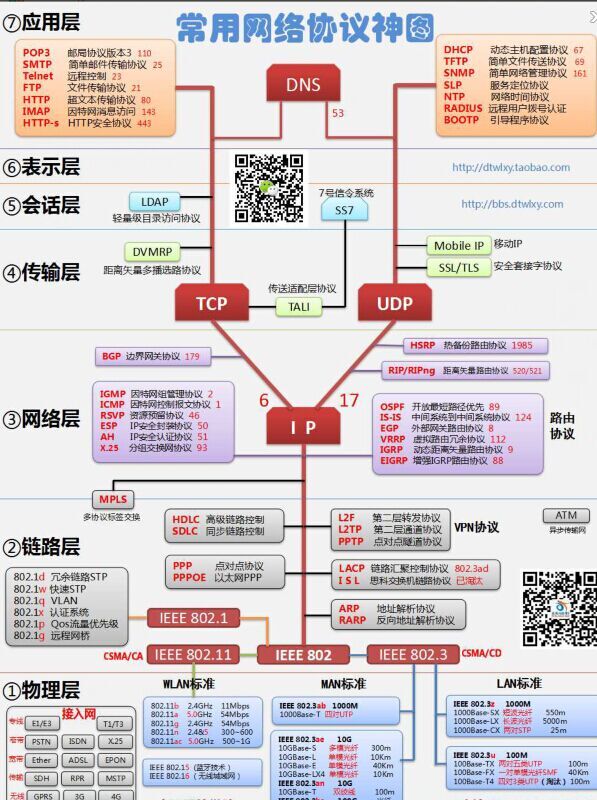 常用网络协议神图
⑦应用层
POP3 邮局协议版本3 110
SMTP 简单邮件传输协议 25
Telnet 远程控制 23
FTP 文件传输协议 21
HTTP 超文本传输协议 80
IMAP 因特网消息访问 143
HTTP-s HTTP安全协议 443
DNS
53
DHCP 动态主机配置协议 67
TFTP 简单文件传送协议 69
SNMP 简单网络管理协议 161
SLP 服务定位协议
NTP 网络时间协议
RADIUS 远程用户拨号认证
BOOTP 引导程序协议
⑥表示层
http://dtwlxy.taobao.com
⑤会话层
LDAP
轻量级目录访问协议
7号信令系统
SS7
http://bbs.dtwlxy.com
④传输层
DVMRP
距离矢量多播选路协议
TCP
传送适配层协议
TALI
UDP
Mobile IP 移动IP
SSL/TLS 安全套接字协议
BGP 边界网关协议 179
HSRP 热备份路由协议 1985
RIP/RIPng 距离矢量路由协议 520/521
6
17
③网络层
IGMP 因特网组管理协议 2
ICMP 因特网控制报文协议 1
RSVP 资源预留协议 46
ESP IP安全封装协议 50
AH IP安全认证协议 51
X.25 分组交换网协议 93
I P
OSPF 开放最短路径优先 89
IS-IS 中间系统到中间系统协议 124
EGP 外部网关路由协议 8
VRRP 虚拟路由冗余协议 112
IGRP 动态距离矢量路由 9
EIGRP 增强IGRP路由协议 88
路由
协议
MPLS
多协议标签交换
②链路层
HDLC 高级链路控制
SDLC 同步链路控制
L2F 第二层转发协议
L2TP 第二层通道协议
PPTP 点对点隧道协议
VPN协议
ATM
异步传输网
PPP 点对点协议
PPPOE 以太网PPP
LACP 链路汇聚控制协议 802.3ad
I S L 思科交换机链路协议 已淘汰
802.1d 冗余链路STP
802.1w 快速STP
802.1q VLAN
802.1x 认证系统
802.1p Qos流量优先级
802.1g 远程网桥
ARP 地址解析协议
RARP 反向地址解析协议
IEEE 802.1
CSMA/CA
IEEE 802.11
IEEE 802
IEEE 802.3
CSMA/CD
①物理层
WLAN标准
MAN标准
LAN标准
接入网
专线 E1/E3 T1/T3
窄带 PSTN ISDN X.25
宽带 Ether ADSL EPON
传输 SDH RPR MSTP
无线 GPRS 3G 4G
802.11b 2.4GHz 11Mbps
802.11a 5.0GHz 54Mbps
802.11g 2.4GHz 54Mbps
802.11n 2.4&5 300~600
802.11ac 5.0GHz 500~1G
IEEE 802.15 (蓝牙技术)
IEEE 802.16 (无线城域网)
IEEE 802.3ab 1000M
1000Base-T 四对UTP
IEEE 802.3ae 10G
10GBase-S 多模光纤 300m
10GBase-L 单模光纤 10Km
10GBase-E 单模光纤 40Km
10GBase-LX4 单模光纤 10Km
IEEE 802.3an 10G
10GBase-T 双绞线 100m
IEEE 802.3z 1000M
1000Base-SX 短波光纤 550m
1000Base-LX 长波光纤 5000m
1000Base-CX 同轴电缆 25m
IEEE 802.3u 100M
100Base-TX 两对五类UTP 100m
100Base-FX 一对单模光纤SMF 40Km
100Base-T4 四对3类UTP (淘汰) 100m